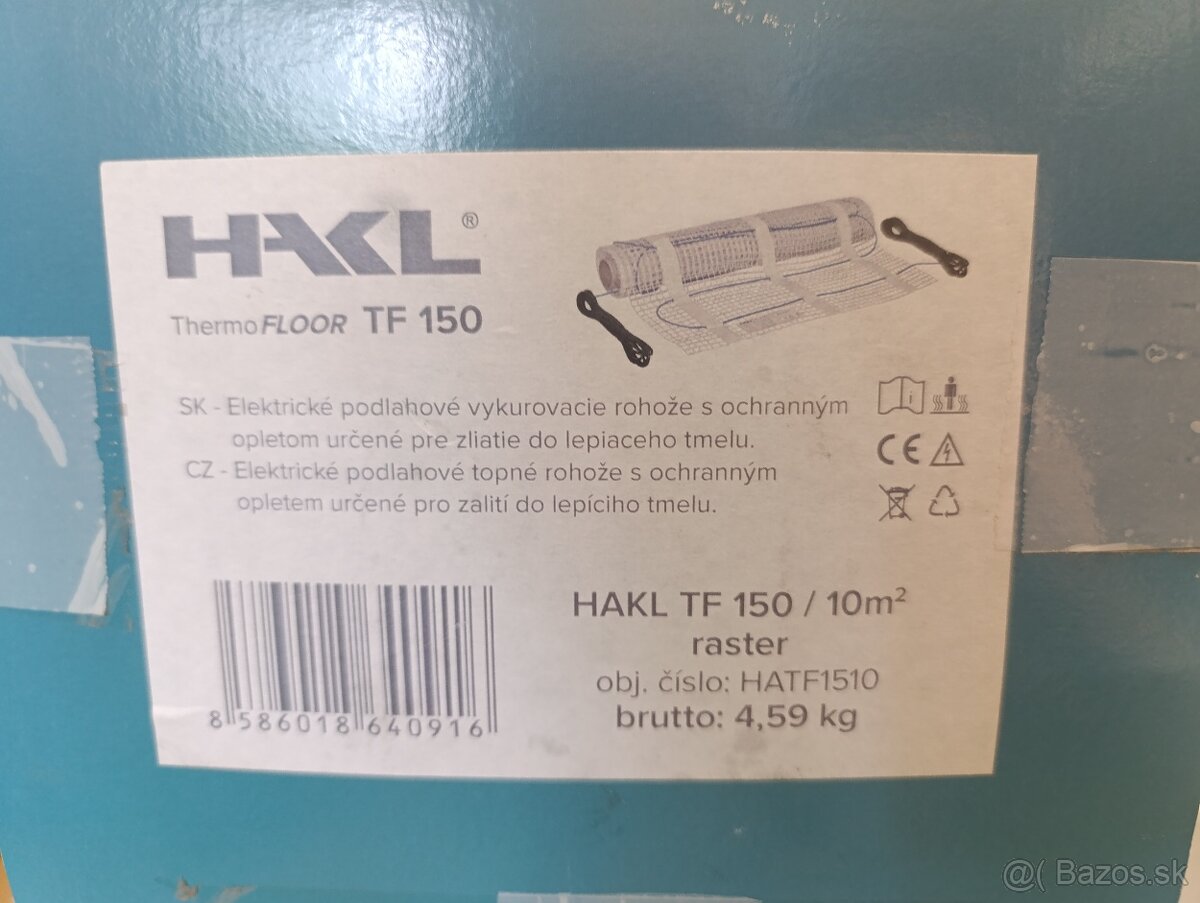 HAKL®
ThermoFLOOR TF 150
SK - Elektrické podlahové vykurovacie rohože s ochranným
opletom určené pre zliatie do lepiaceho tmelu.
CZ - Elektrické podlahové topné rohože s ochranným
opletem určené pro zalití do lepícího tmelu.
CE
8 586018 640916
HAKL TF 150 / 10m²
raster
obj. číslo: HATF1510
brutto: 4,59 kg
@( Bazos.sk